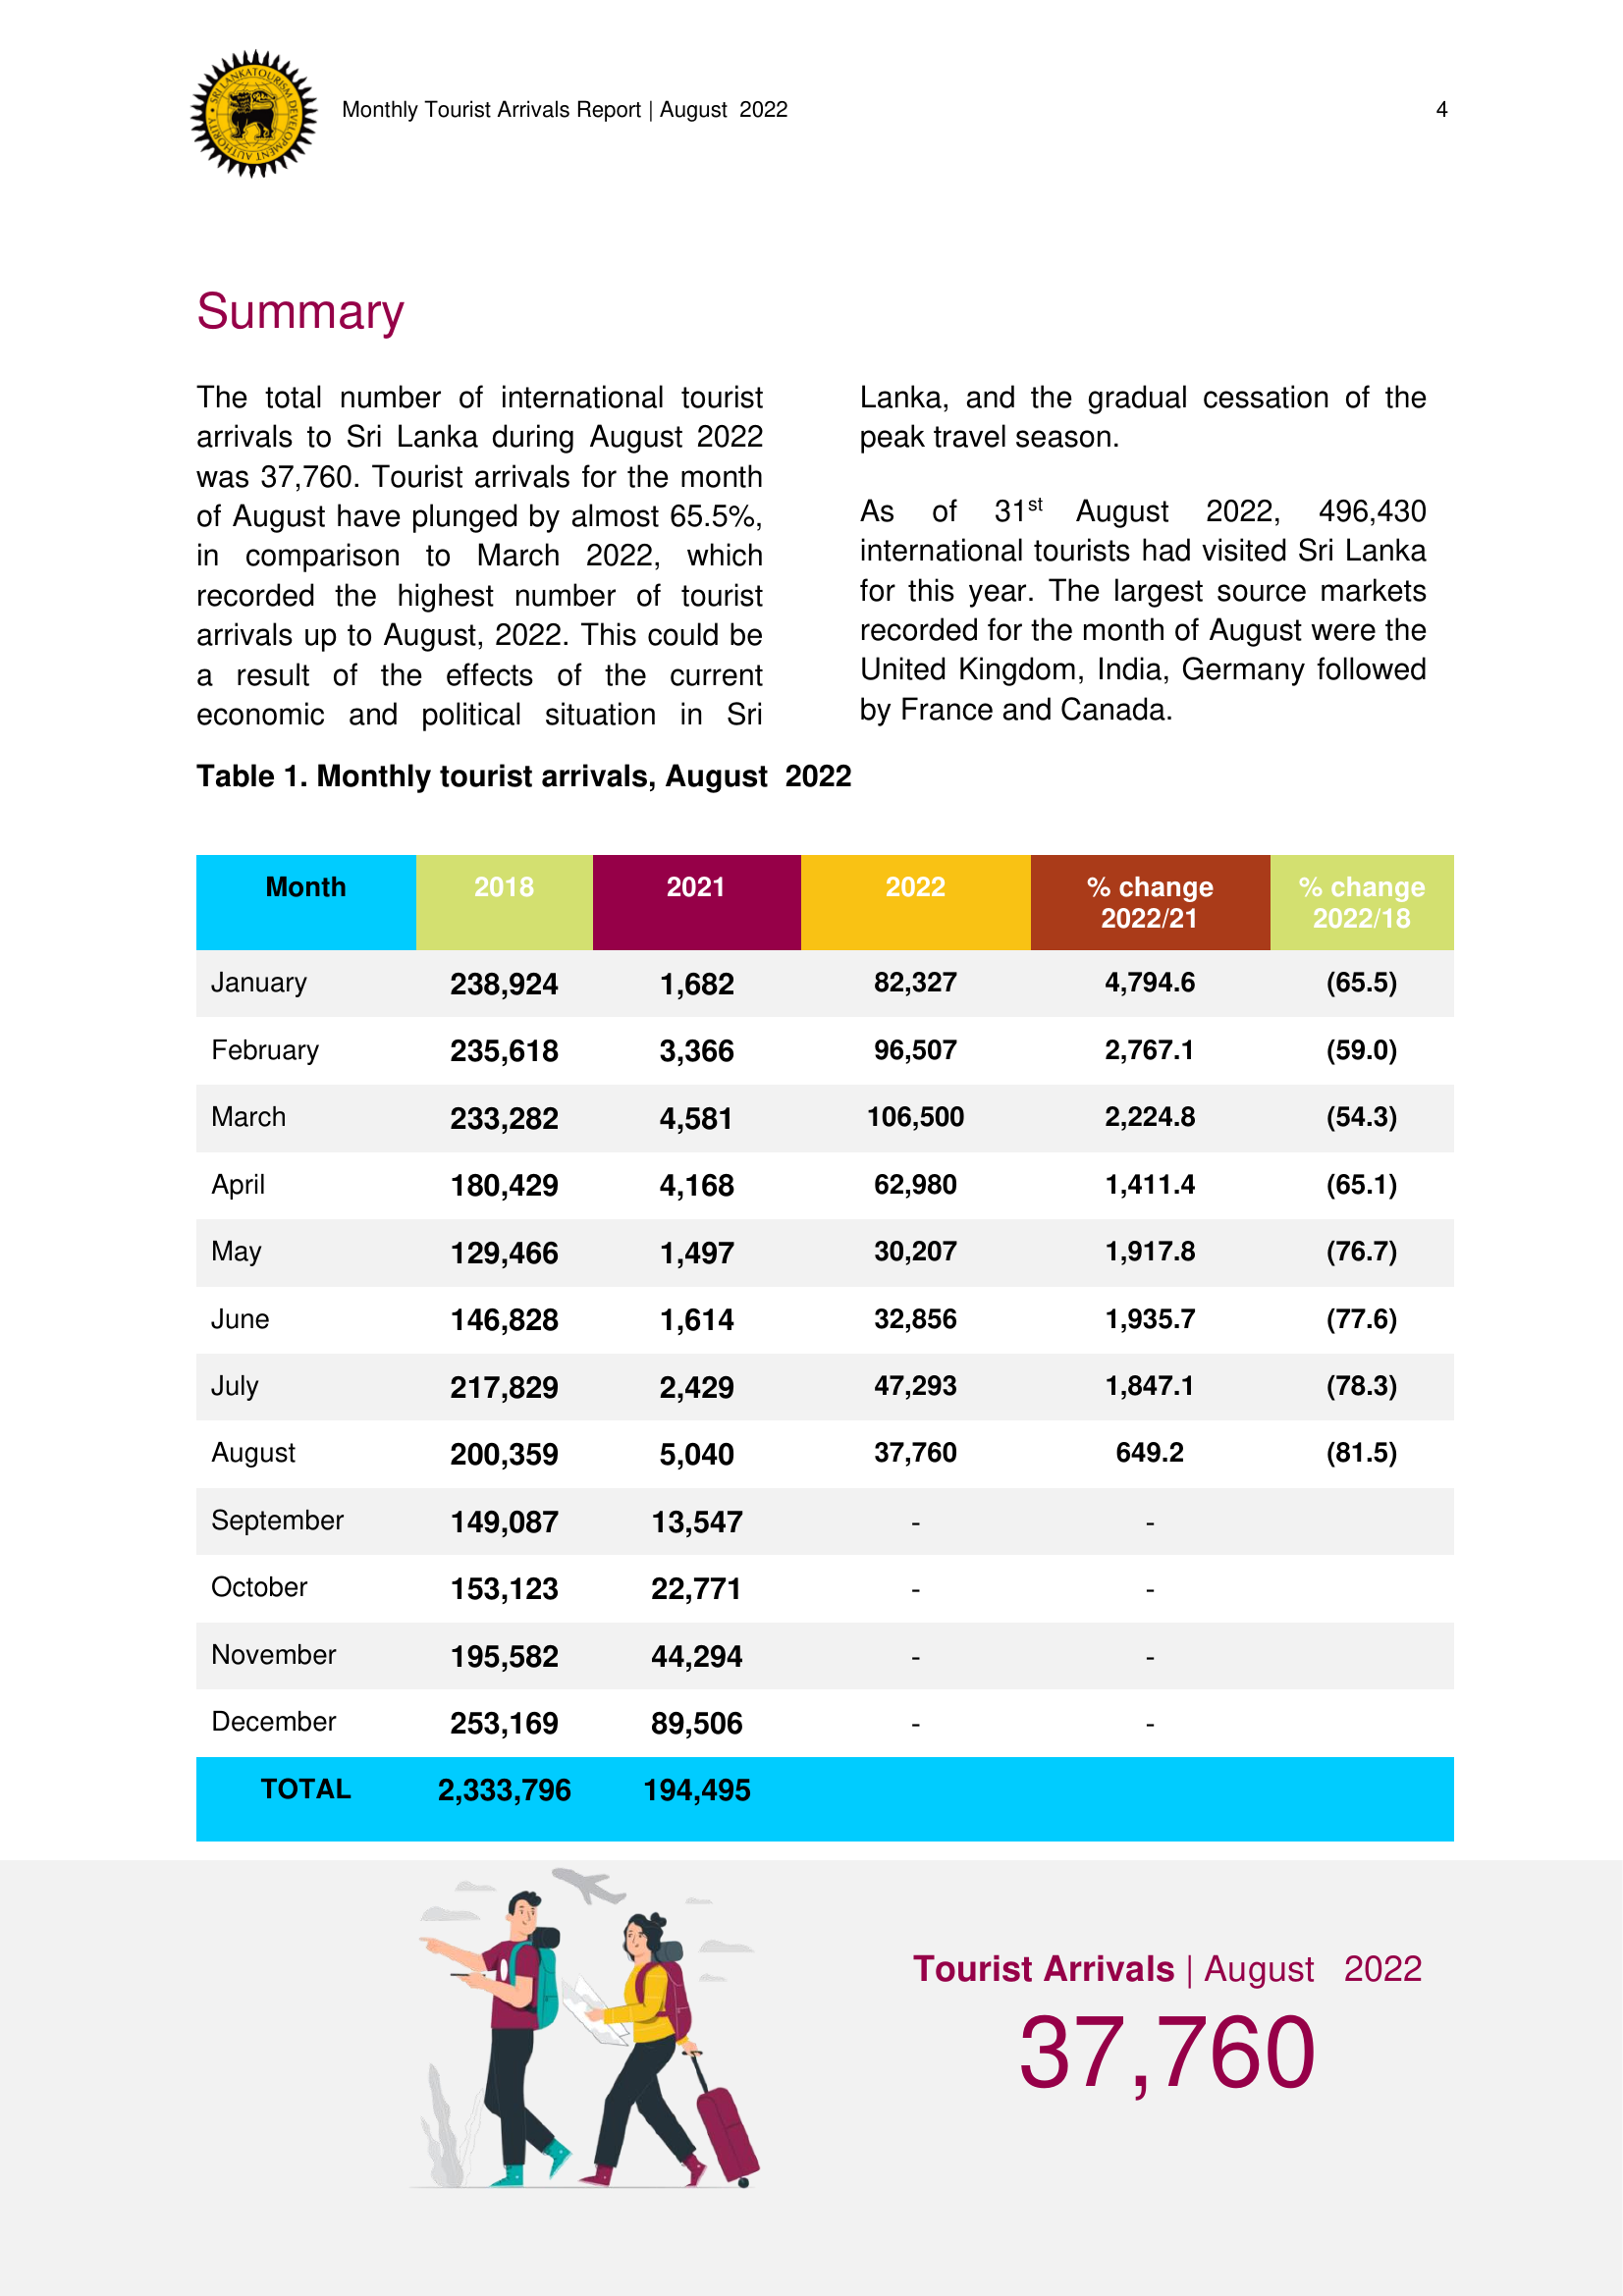 SRI LANKA TOURISM DEVELOPMENT AUTHORITY
Monthly Tourist Arrivals Report | August 2022
4
Summary
The total number of international tourist
arrivals to Sri Lanka during August 2022
was 37,760. Tourist arrivals for the month
of August have plunged by almost 65.5%,
in comparison to March 2022, which
recorded the highest number of tourist
arrivals up to August, 2022. This could be
a result of the effects of the current
economic and political situation in Sri
Lanka, and the gradual cessation of the
peak travel season.
As of 31st August 2022, 496,430
international tourists had visited Sri Lanka
for this year. The largest source markets
recorded for the month of August were the
United Kingdom, India, Germany followed
by France and Canada.
Table 1. Monthly tourist arrivals, August 2022
Month 2018 2021 2022 % change 2022/21 % change 2022/18
January 238,924 1,682 82,327 4,794.6 (65.5)
February 235,618 3,366 96,507 2,767.1 (59.0)
March 233,282 4,581 106,500 2,224.8 (54.3)
April 180,429 4,168 62,980 1,411.4 (65.1)
May 129,466 1,497 30,207 1,917.8 (76.7)
June 146,828 1,614 32,856 1,935.7 (77.6)
July 217,829 2,429 47,293 1,847.1 (78.3)
August 200,359 5,040 37,760 649.2 (81.5)
September 149,087 13,547 - -
October 153,123 22,771 - -
November 195,582 44,294 - -
December 253,169 89,506 - -
TOTAL 2,333,796 194,495
Tourist Arrivals | August 2022
37,760